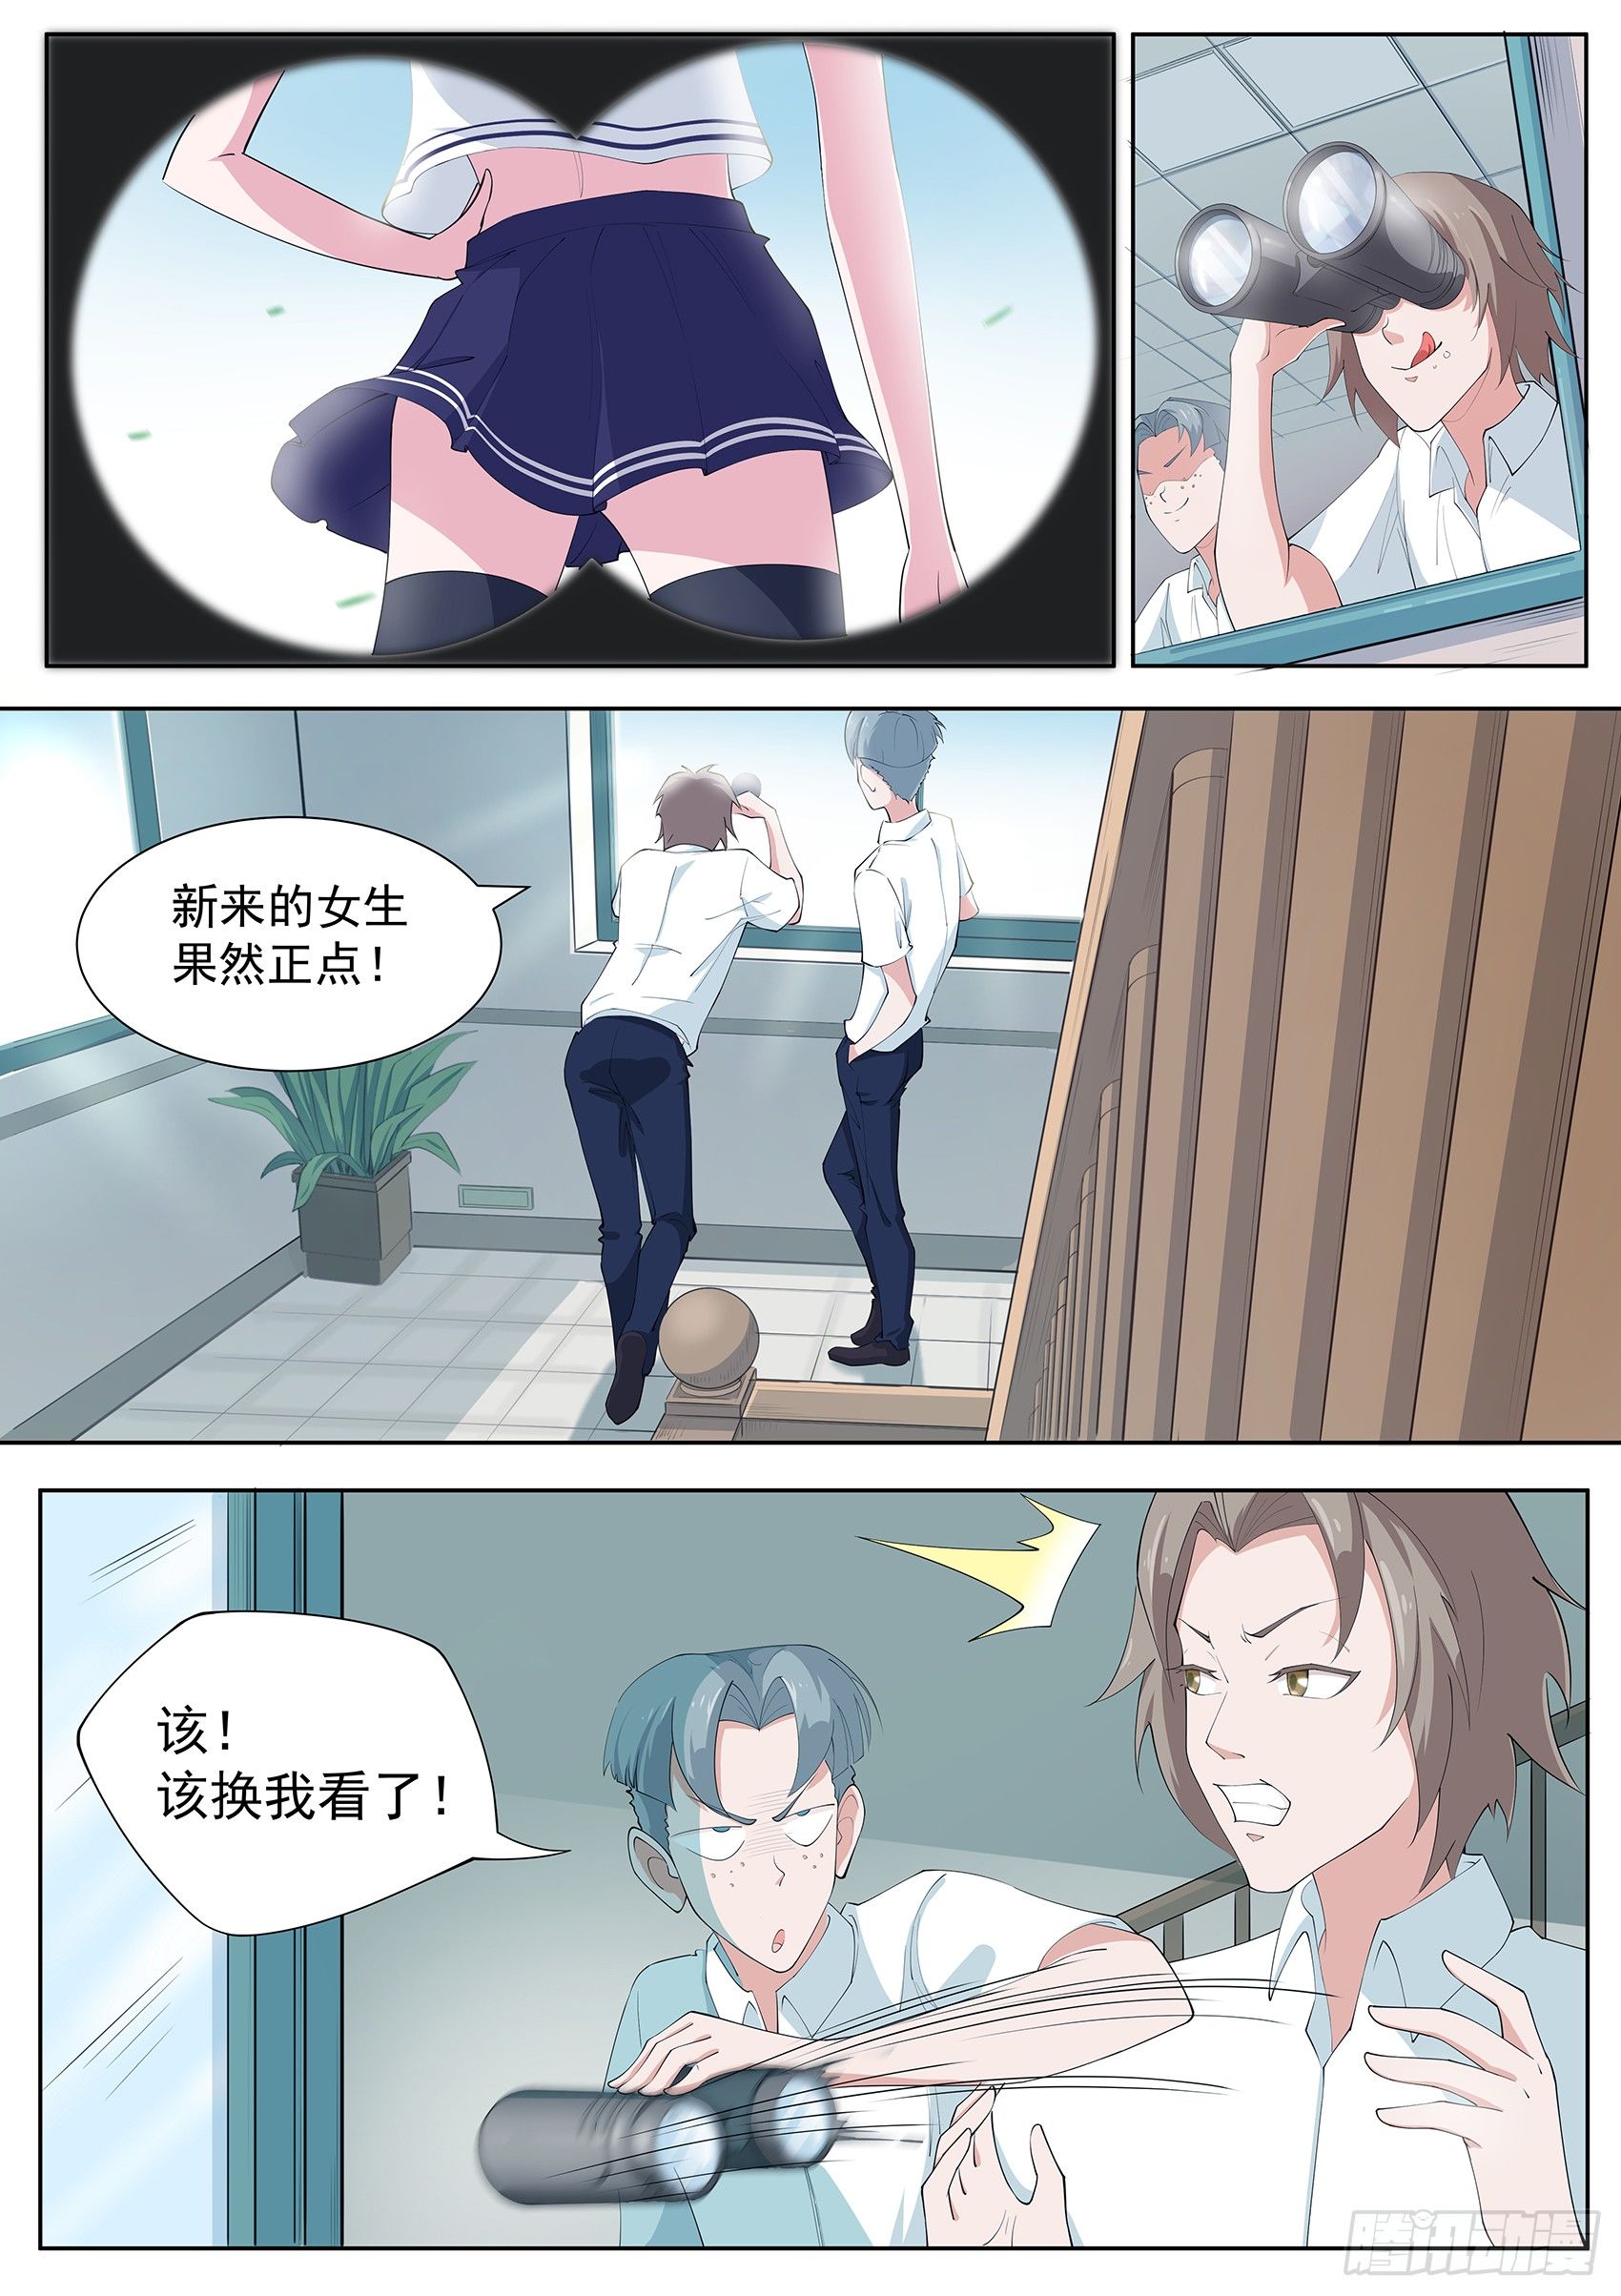 新来的女生
果然正点！
该！
该换我看了！
腾讯动漫